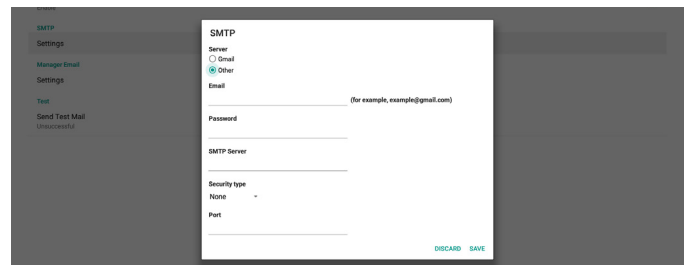 Enable
SMTP
Settings
Manager Email
Settings
Test
Send Test Mail
Unsuccessful
SMTP
Server
Gmail
Other
Email
(for example, example@gmail.com)
Password
SMTP Server
Security type
None
Port
DISCARD SAVE